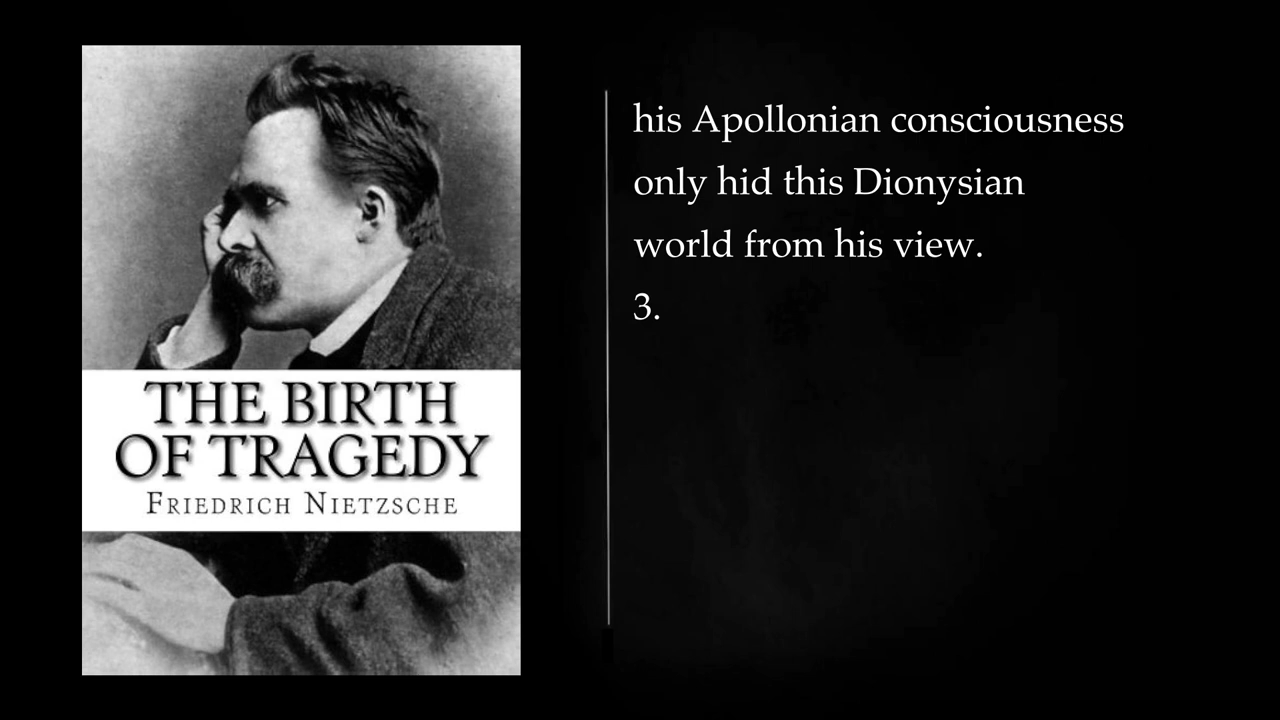 THE BIRTH
OF TRAGEDY
FRIEDRICH NIETZSCHE
his Apollonian consciousness
only hid this Dionysian
world from his view.
3.